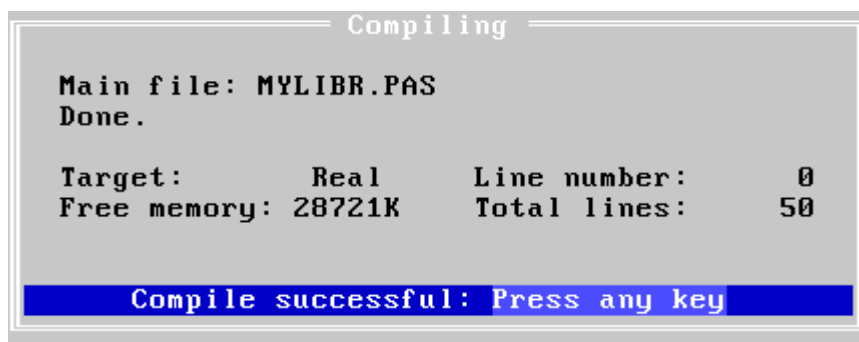 Compiling
Main file: MYLIBR.PAS
Done.
Target: Real Line number: 0
Free memory: 28721K Total lines: 50
Compile successful: Press any key